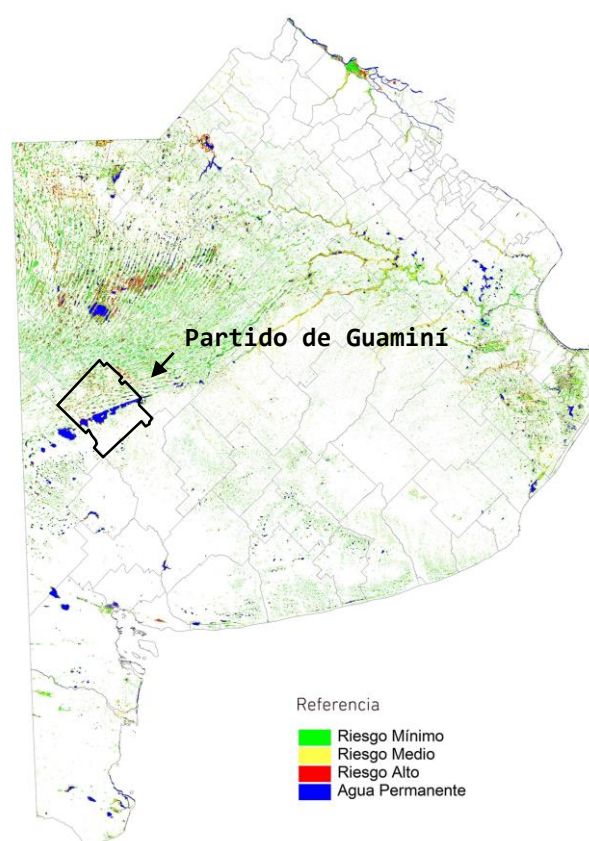 Partido de Guaminí
Referencia
Riesgo Mínimo
Riesgo Medio
Riesgo Alto
Agua Permanente